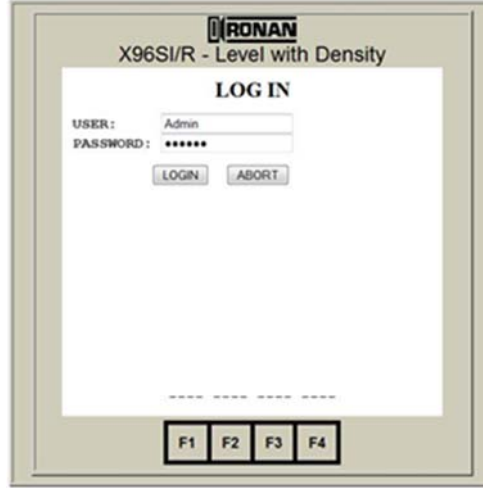 RONAN
X96SI/R - Level with Density
LOG IN
USER: Admin
PASSWORD: ••••••
LOGIN ABORT
---- ---- ---- ----
F1 F2 F3 F4